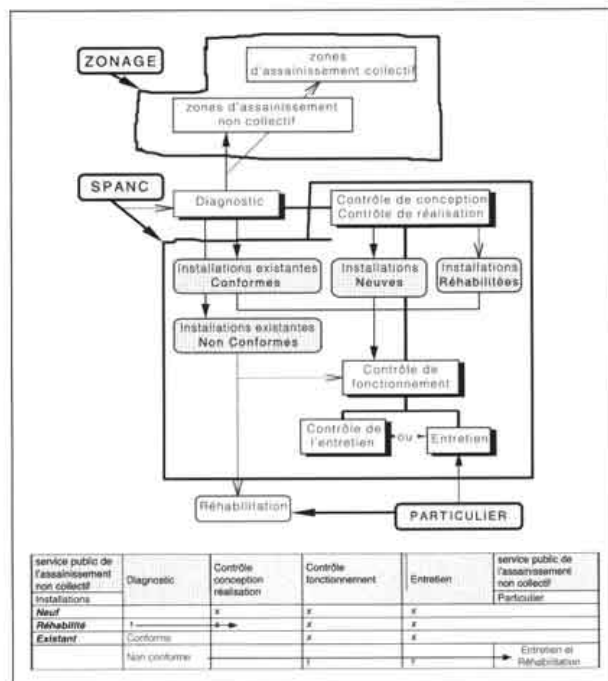 ZONAGE
zones
d'assainissement collectif
zones d'assainissement
non collectif
SPANC
Diagnostic
Contrôle de conception
Contrôle de réalisation
Installations existantes
Conformes
Installations
Neuves
Installations
Réhabilitées
Installations existantes
Non Conformes
Contrôle de
fonctionnement
Contrôle de
l'entretien
ou
Entretien
Réhabilitation
PARTICULIER
service public de
l'assainissement
non collectif
Diagnostic
Contrôle
conception
réalisation
Contrôle
fonctionnement
Entretien
service public de
l'assainissement
non collectif
Installations
Particulier
Neuf x x x
Réhabilité x x x
Existant Conforme x x
Non conforme
Entretien et
Réhabilitation